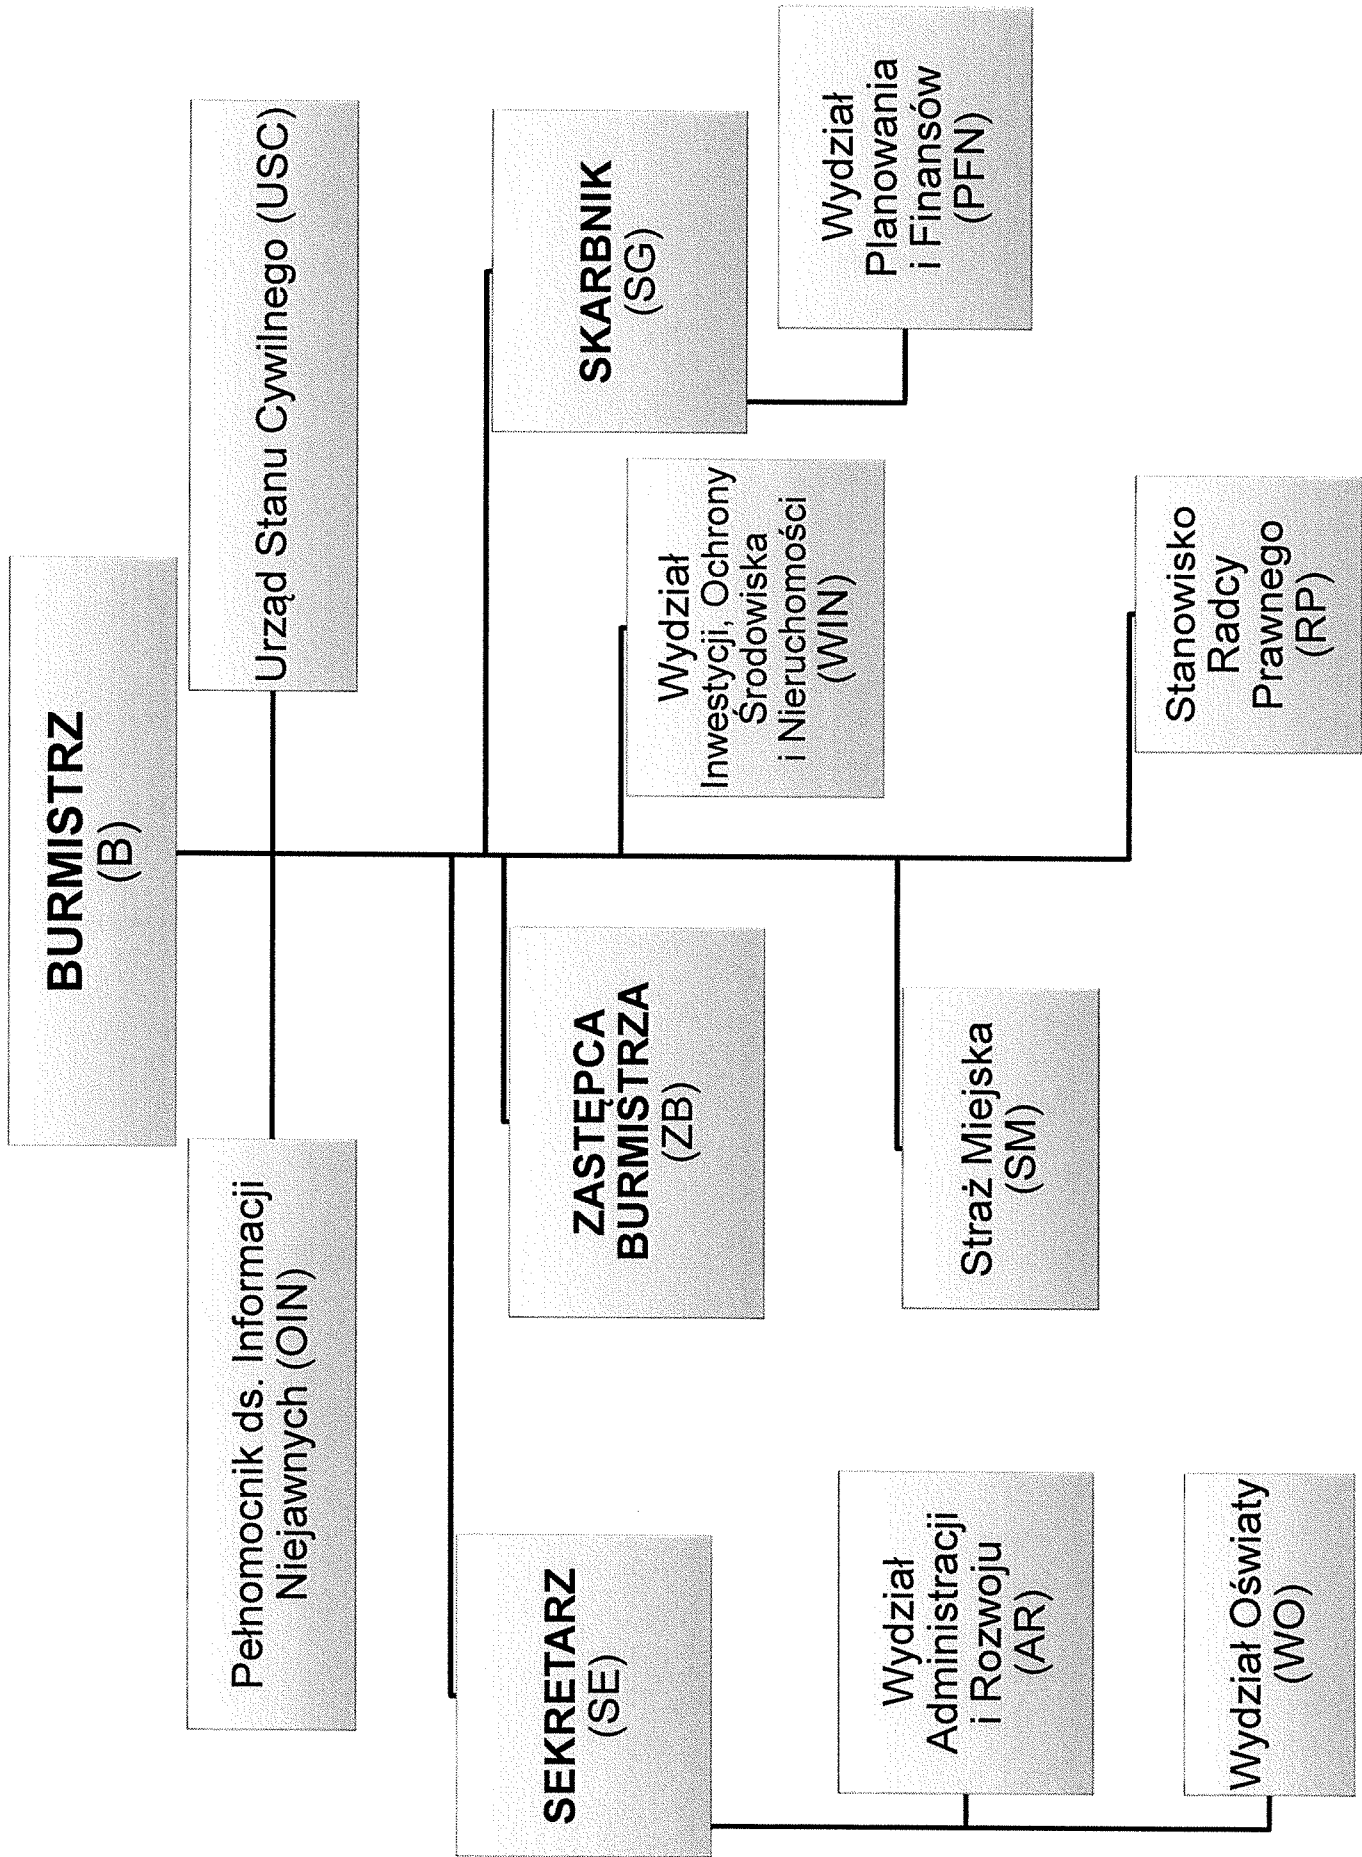 BURMISTRZ
(B)
Pełnomocnik ds. Informacji
Niejawnych (OIN)
Urząd Stanu Cywilnego (USC)
SEKRETARZ
(SE)
ZASTĘPCA
BURMISTRZA
(ZB)
SKARBNIK
(SG)
Wydział
Inwestycji, Ochrony
Środowiska
i Nieruchomości
(WIN)
Wydział
Planowania
i Finansów
(PFN)
Wydział
Administracji
i Rozwoju
(AR)
Straż Miejska
(SM)
Stanowisko
Radcy
Prawnego
(RP)
Wydział Oświaty
(WO)